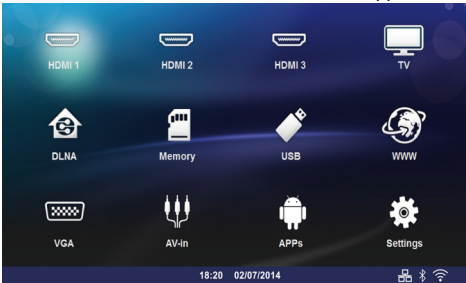 HDMI 1 HDMI 2 HDMI 3 TV
DLNA Memory USB WWW
VGA AV-in APPs Settings
18:20 02/07/2014